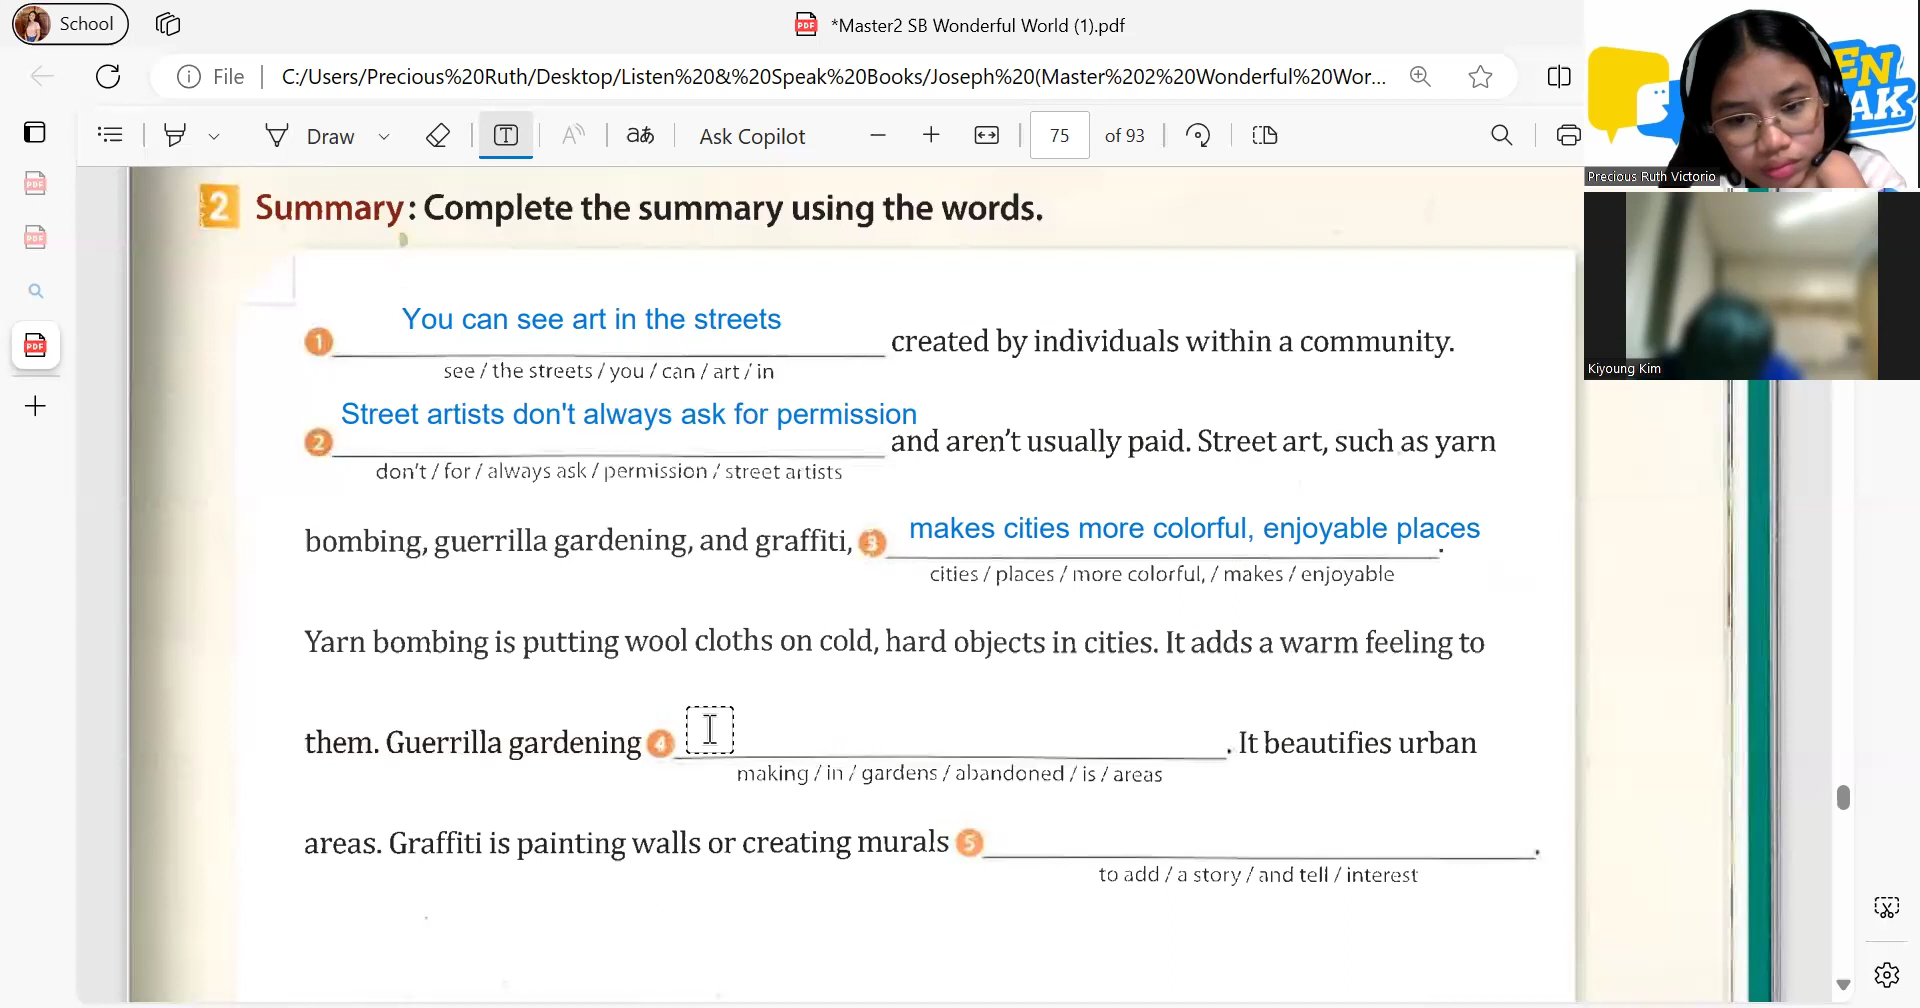 School
*Master2 SB Wonderful World (1).pdf
File
C:/Users/Precious%20Ruth/Desktop/Listen%20&%20Speak%20Books/Joseph%20(Master%202%20Wonderful%20Wor...
Draw
T
aあ
Ask Copilot
75
of 93
EN
AK
Precious Ruth Victorio
Kiyoung Kim
2 Summary: Complete the summary using the words.
You can see art in the streets
1 created by individuals within a community.
see / the streets / you / can / art / in
Street artists don't always ask for permission
2 and aren't usually paid. Street art, such as yarn
don't / for / always ask / permission / street artists
makes cities more colorful, enjoyable places
bombing, guerrilla gardening, and graffiti, 3 .
cities / places / more colorful, / makes / enjoyable
Yarn bombing is putting wool cloths on cold, hard objects in cities. It adds a warm feeling to
them. Guerrilla gardening 4 . It beautifies urban
making / in / gardens / abandoned / is / areas
areas. Graffiti is painting walls or creating murals 5 .
to add / a story / and tell / interest